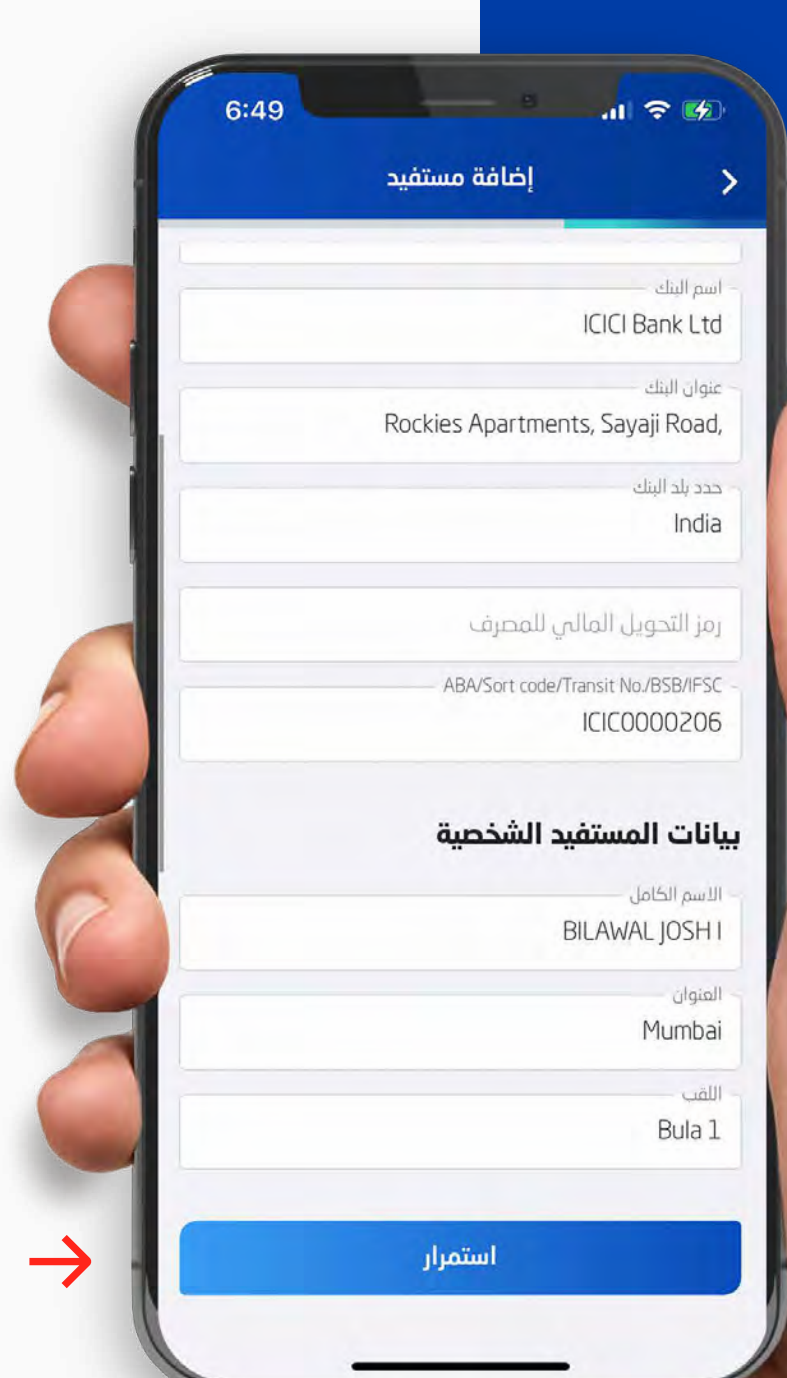 6:49
إضافة مستفيد
اسم البنك
ICICI Bank Ltd
عنوان البنك
Rockies Apartments, Sayaji Road,
حدد بلد البنك
India
رمز التحويل المالي للمصرف
ABA/Sort code/Transit No./BSB/IFSC
ICIC0000206
بيانات المستفيد الشخصية
الاسم الكامل
BILAWAL JOSH I
العنوان
Mumbai
اللقب
Bula 1
استمرار